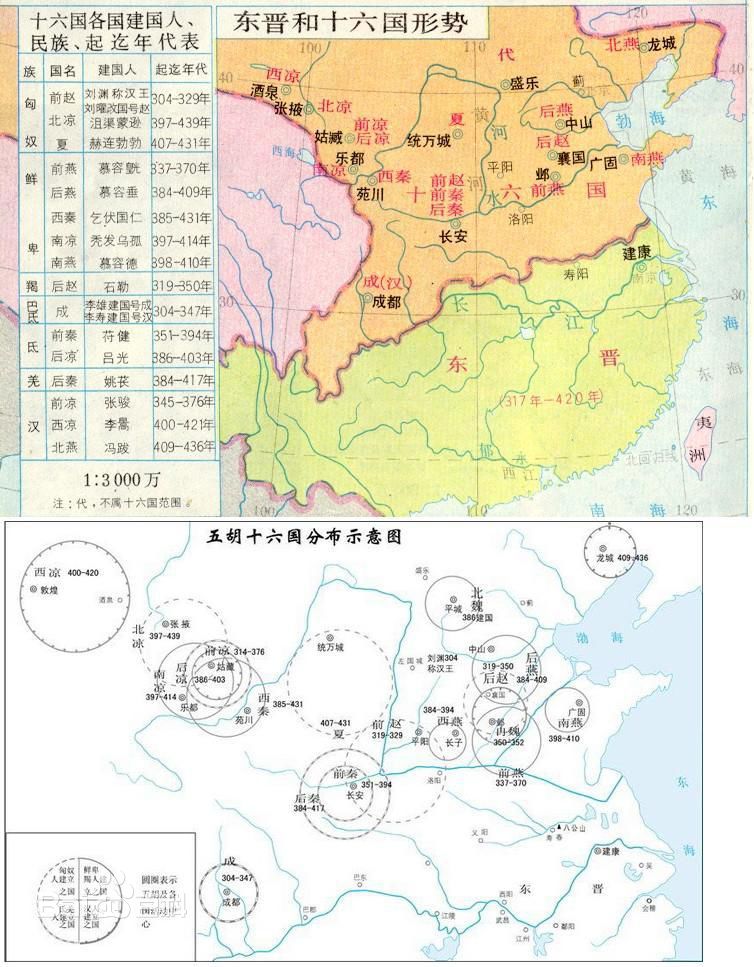 十六国各国建国人、
民族、起迄年代表
族 国名 建国人 起迄年代
匈奴
前赵 刘渊称汉王 刘曜改国号赵 304-329年
北凉 沮渠蒙逊 397-439年
夏 赫连勃勃 407-431年
鲜卑
前燕 慕容皝 337-370年
后燕 慕容垂 384-409年
西秦 乞伏国仁 385-431年
南凉 秃发乌孤 397-414年
南燕 慕容德 398-410年
羯 后赵 石勒 319-350年
巴氐 成 李雄建国号成 李寿建国号汉 304-347年
氐
前秦 苻健 351-394年
后凉 吕光 386-403年
羌 后秦 姚苌 384-417年
汉
前凉 张骏 345-376年
西凉 李暠 400-421年
北燕 冯跋 409-436年
1:3000万
注:代,不属十六国范围。
东晋和十六国形势
100
120
40
40
代
北燕
龙城
西凉
酒泉
北凉
张掖
盛乐
蓟
北京
渤海
夏
黄河
后燕
中山
前凉
后凉
姑臧
统万城
西海
乐都
南凉
后赵
襄国
广固
南燕
平阳
邺
前燕
黄海
西秦
苑川
前赵
前秦
后秦
十六国
河水
洛阳
长安
东海
建康
寿阳
南京
成(汉)
成都
30
30
长江
东晋
(317年-420年)
东海
夷洲
郁水
西江
北回归线
100
110
120
南海
五胡十六国分布示意图
西凉 400-420
敦煌
酒泉
龙城 409-436
盛乐
北魏
平城
386建国
蓟
渤海
张掖
北凉
397-439
前凉 314-376
姑臧
后凉
386-403
南凉
397-414
乐都
西秦
385-431
苑川
统万城
407-431
夏
左国城
刘渊304
称汉王
中山
319-350
后赵
后燕
384-409
襄国
邺
冉魏
350-352
前燕
337-370
384-394
西燕
长子
前赵
319-329
平阳
广固
南燕
398-410
洛阳
前秦
351-394
长安
后秦
384-417
东海
义阳
八公山
寿春
建康
吴
会稽
成
304-347
成都
巴东
巴郡
江陵
东晋
西阳
武昌
江州
鄱阳
匈奴人建立之国
鲜卑羯人建立之国
汉人建立之国
圆圈表示